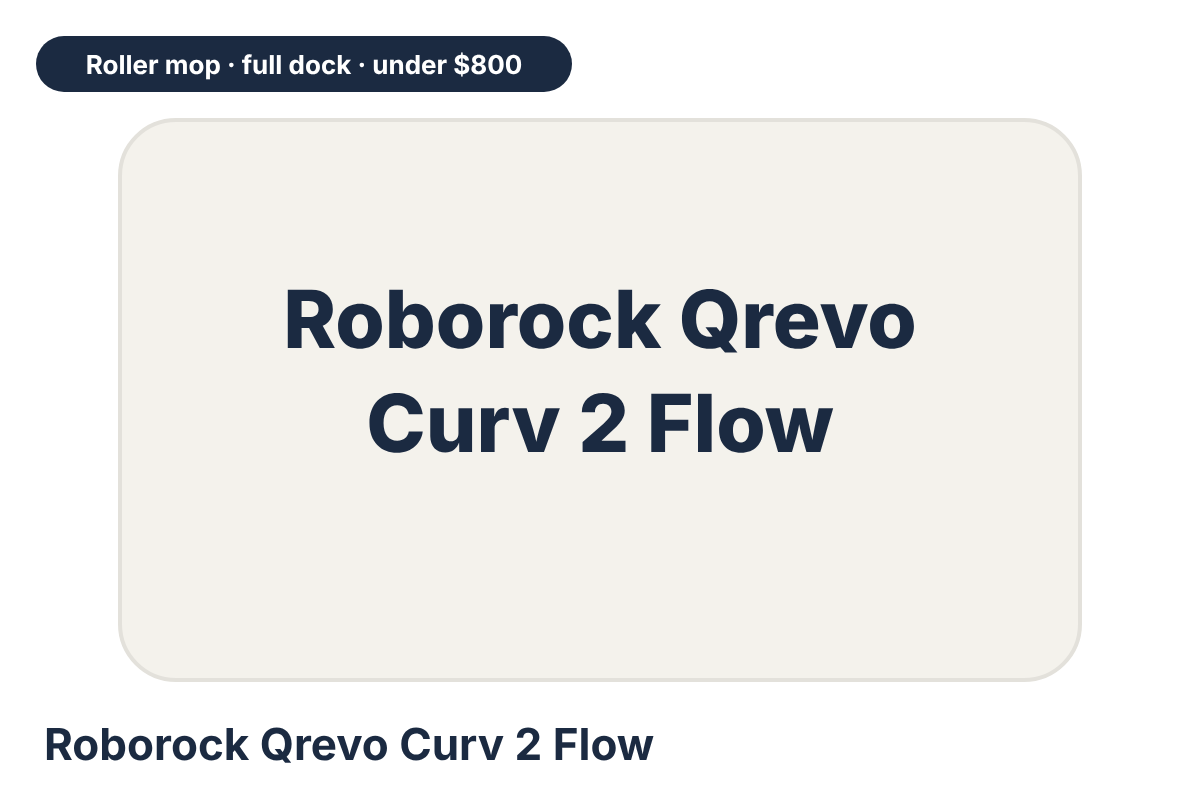 Roller mop · full dock · under $800
Roborock Qrevo
Curv 2 Flow
Roborock Qrevo Curv 2 Flow